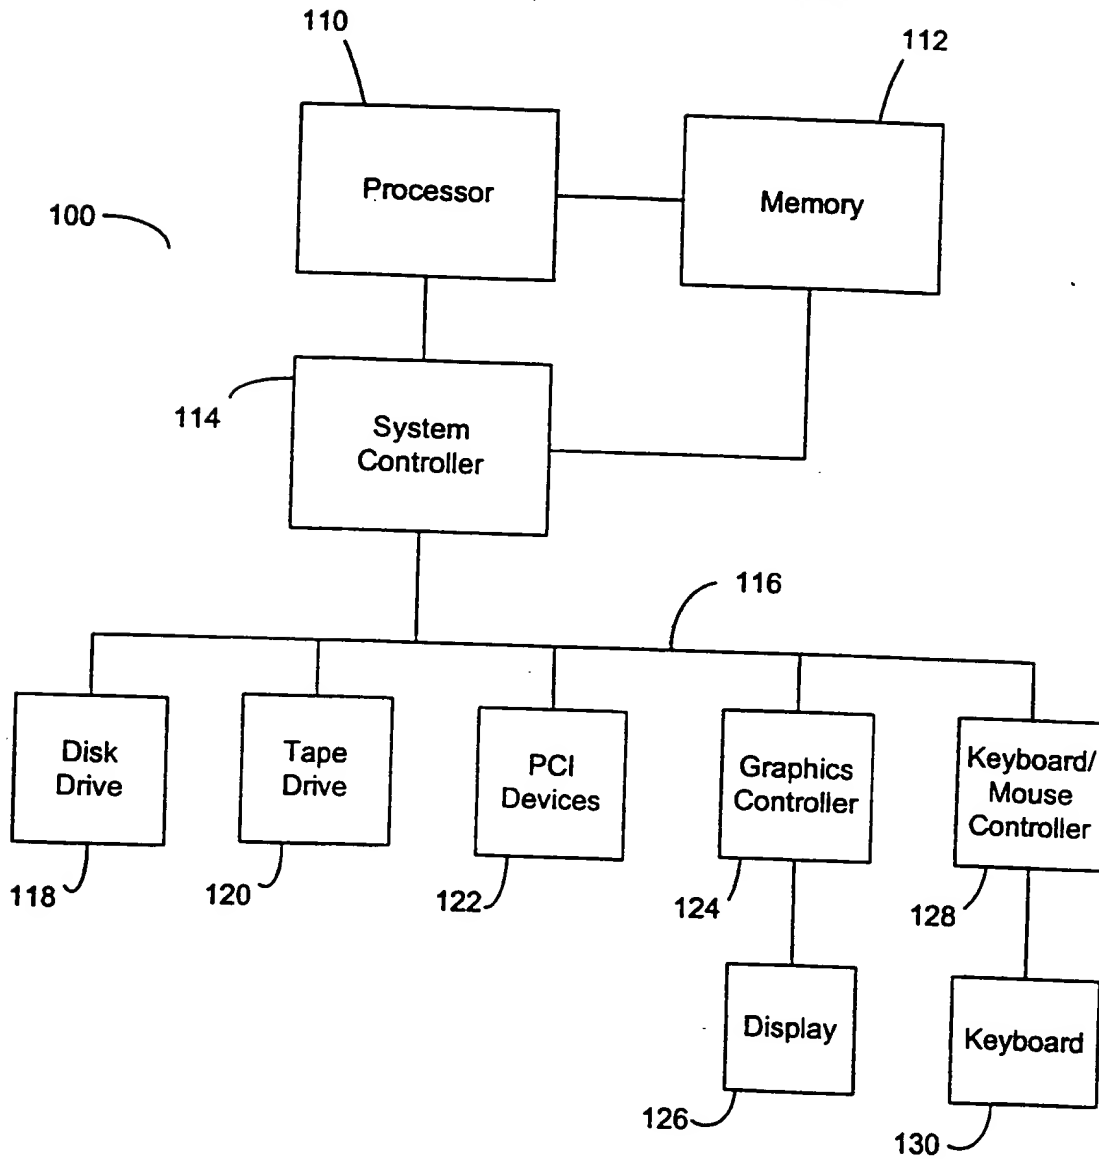 110
112
Processor
Memory
100
114
System
Controller
116
Disk
Drive
Tape
Drive
PCI
Devices
Graphics
Controller
Keyboard/
Mouse
Controller
118
120
122
124
128
Display
Keyboard
126
130